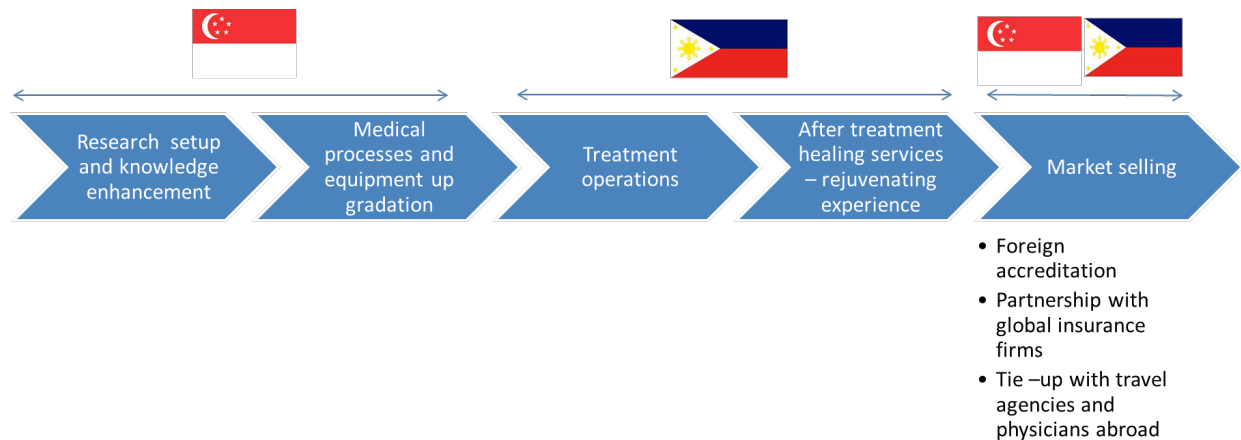 Research setup
and knowledge
enhancement
Medical
processes and
equipment up
gradation
Treatment
operations
After treatment
healing services
– rejuvenating
experience
Market selling
• Foreign
accreditation
• Partnership with
global insurance
firms
• Tie –up with travel
agencies and
physicians abroad